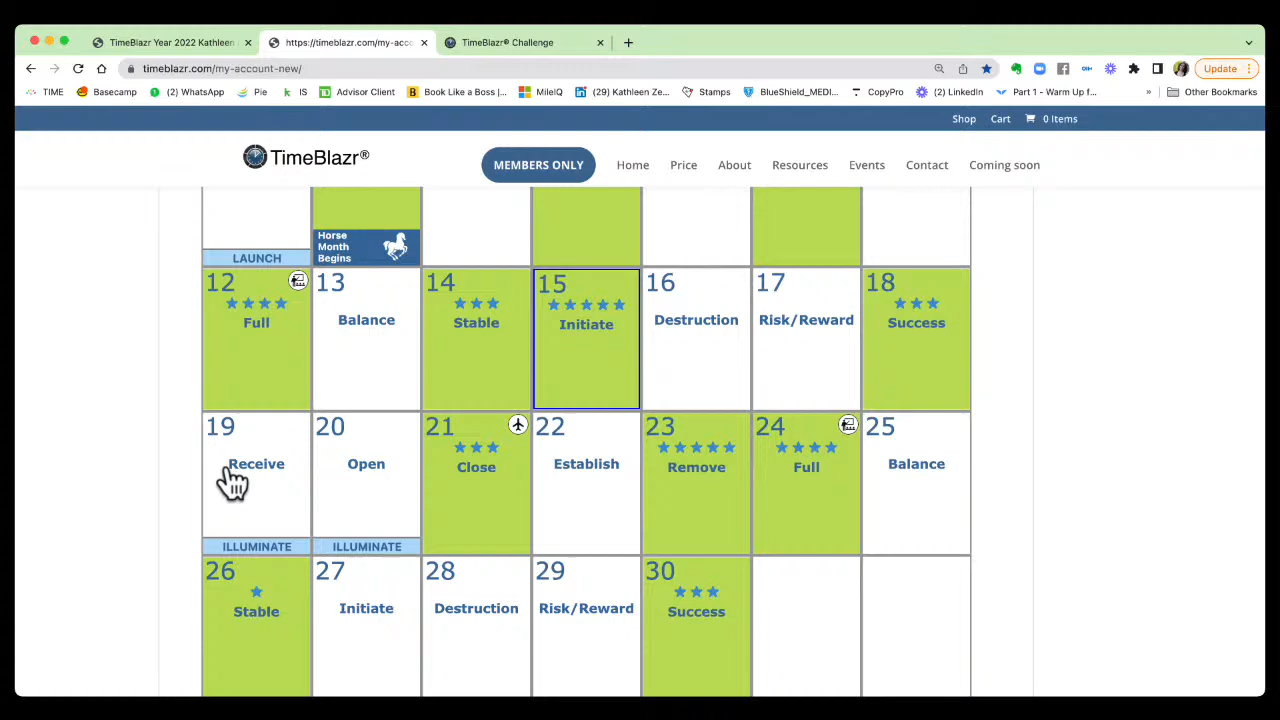 TimeBlazr Year 2022 Kathleen
https://timeblazr.com/my-acco
TimeBlazr® Challenge
timeblazr.com/my-account-new/
Update
TIME
Basecamp
(2) WhatsApp
Pie
IS
Advisor Client
Book Like a Boss |...
MileIQ
(29) Kathleen Ze...
Stamps
BlueShield_MEDI...
CopyPro
(2) LinkedIn
Part 1 - Warm Up f...
»
Other Bookmarks
Shop
Cart
0 Items
TimeBlazr®
MEMBERS ONLY
Home
Price
About
Resources
Events
Contact
Coming soon
LAUNCH
Horse
Month
Begins
12
Full
13
Balance
14
Stable
15
Initiate
16
Destruction
17
Risk/Reward
18
Success
19
Receive
ILLUMINATE
20
Open
ILLUMINATE
21
Close
22
Establish
23
Remove
24
Full
25
Balance
26
Stable
27
Initiate
28
Destruction
29
Risk/Reward
30
Success